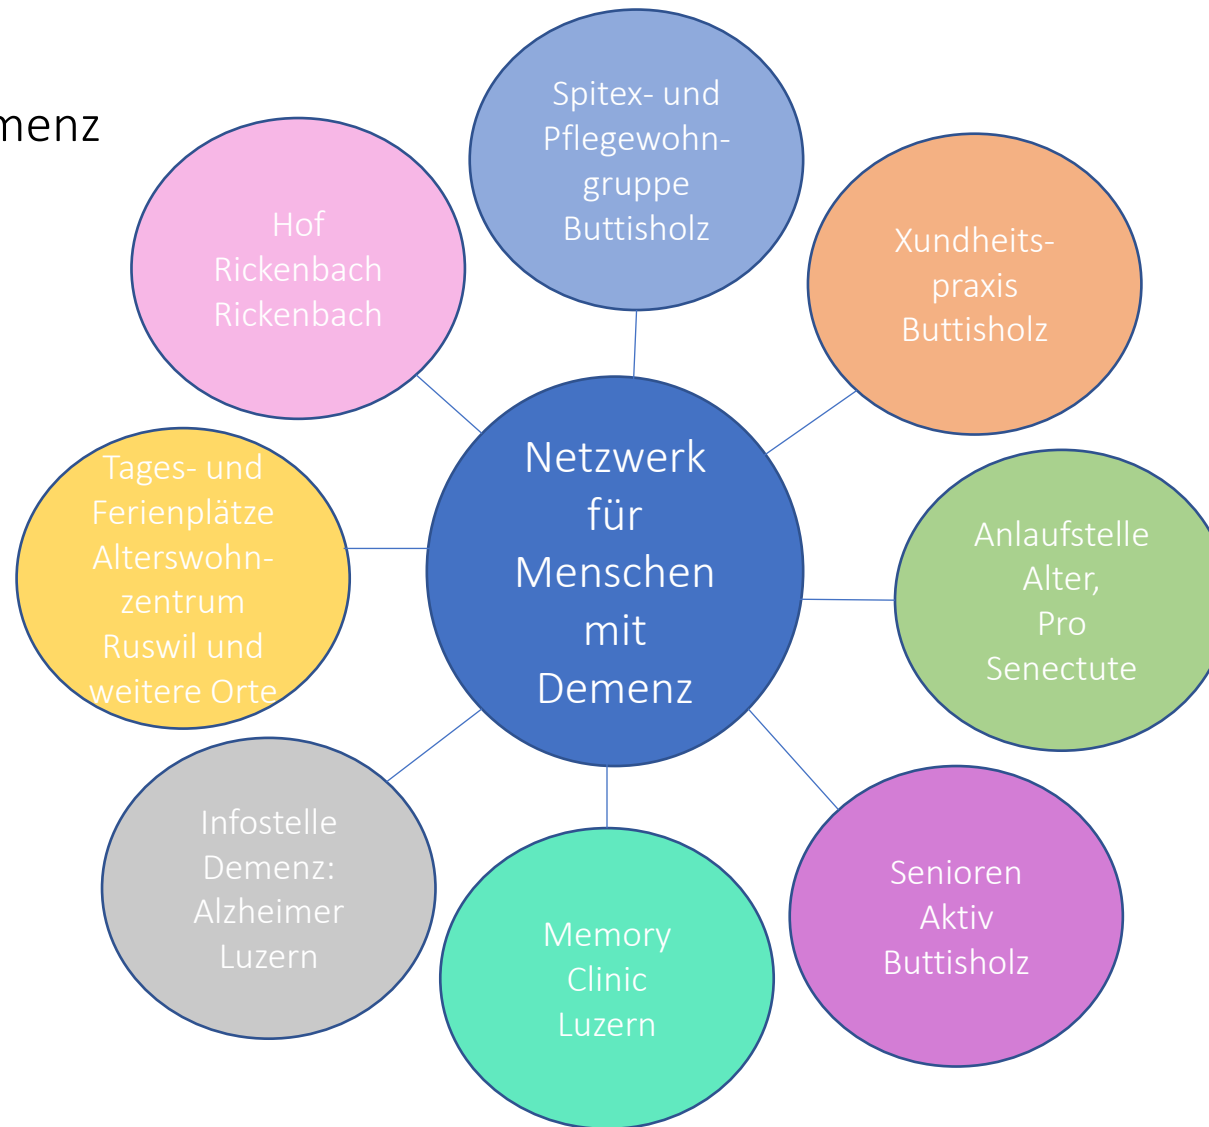 menz
Spitex- und
Pflegewohn-
gruppe
Buttisholz
Hof
Rickenbach
Rickenbach
Xundheits-
praxis
Buttisholz
Netzwerk
für
Menschen
mit
Demenz
Tages- und
Ferienplätze
Alterswohn-
zentrum
Ruswil und
weitere Orte
Anlaufstelle
Alter,
Pro
Senectute
Infostelle
Demenz:
Alzheimer
Luzern
Memory
Clinic
Luzern
Senioren
Aktiv
Buttisholz